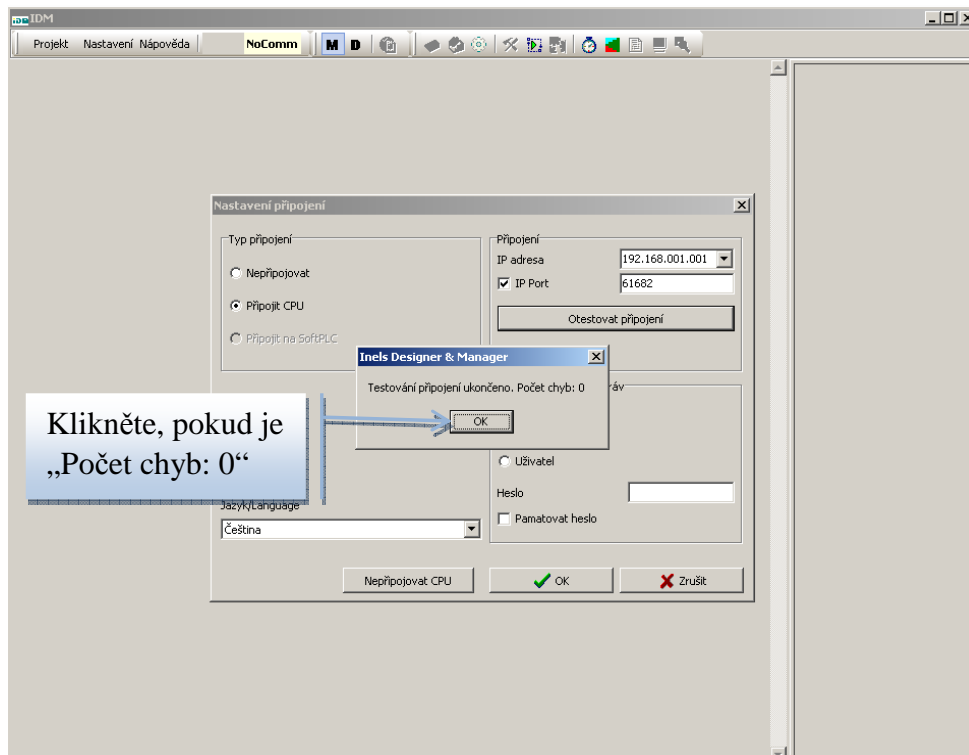 IDM
Projekt Nastavení Nápověda NoComm M D
Nastavení připojení
Typ připojení
Nepřipojovat
Připojit CPU
Připojit na SoftPLC
Připojení
IP adresa 192.168.001.001
IP Port 61682
Otestovat připojení
Inels Designer & Manager
Testování připojení ukončeno. Počet chyb: 0
OK
Klikněte, pokud je
„Počet chyb: 0“
Uživatel
Heslo
Pamatovat heslo
Jazyk/Language
Čeština
Nepřipojovat CPU OK Zrušit